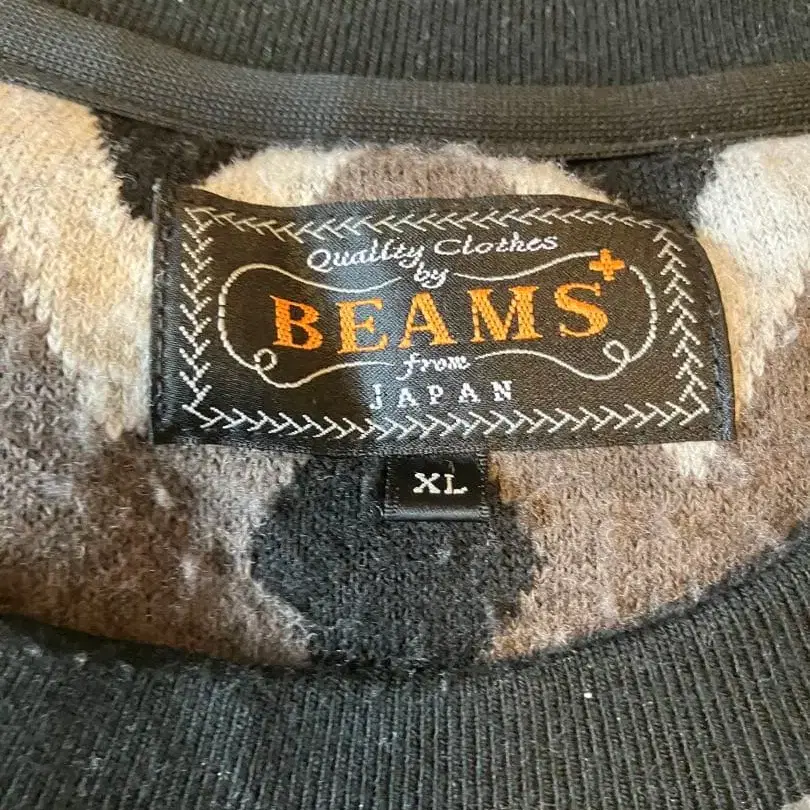 Quality Clothes
by
BEAMS+
from
JAPAN
XL